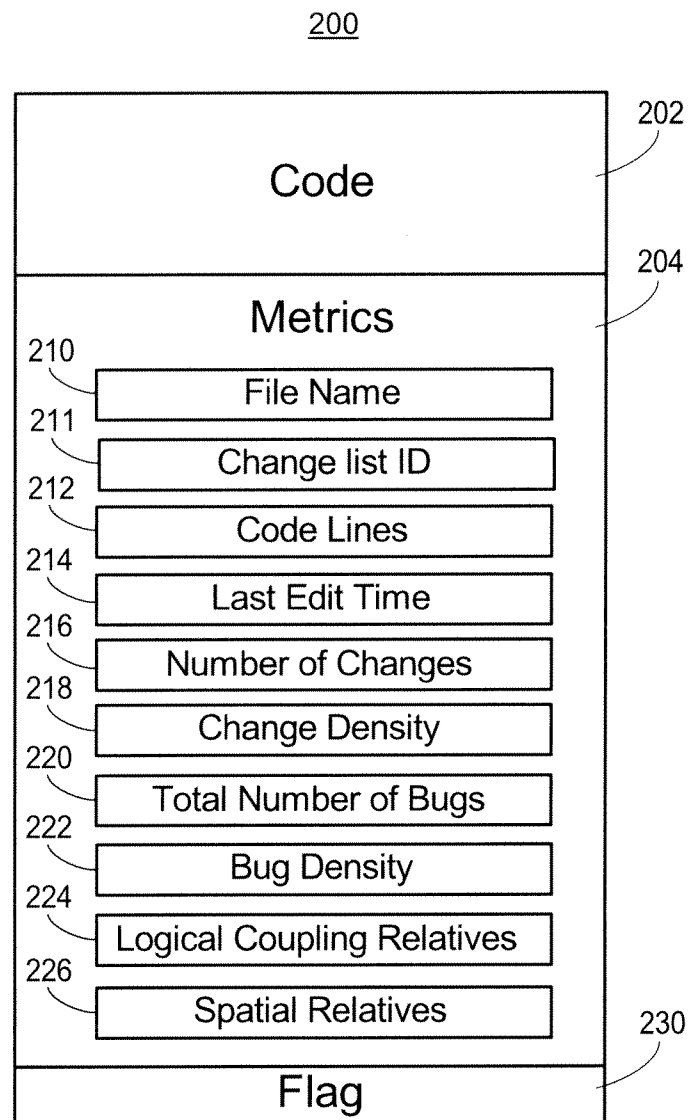 200
202
Code
204
Metrics
210
File Name
211
Change list ID
212
Code Lines
214
Last Edit Time
216
Number of Changes
218
Change Density
220
Total Number of Bugs
222
Bug Density
224
Logical Coupling Relatives
226
Spatial Relatives
230
Flag